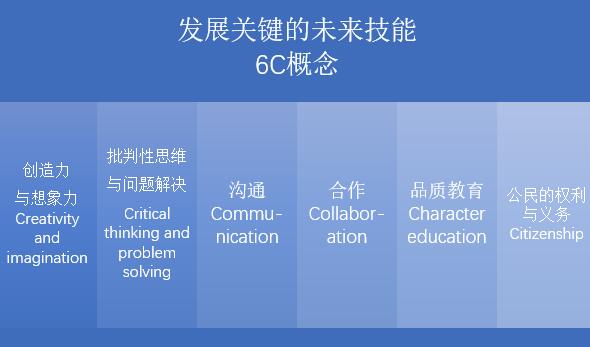 发展关键的未来技能
6C概念
创造力
与想象力
Creativity
and
imagination
批判性思维
与问题解决
Critical
thinking and
problem
solving
沟通
Commu-
nication
合作
Collabor-
ation
品质教育
Character
education
公民的权利
与义务
Citizenship